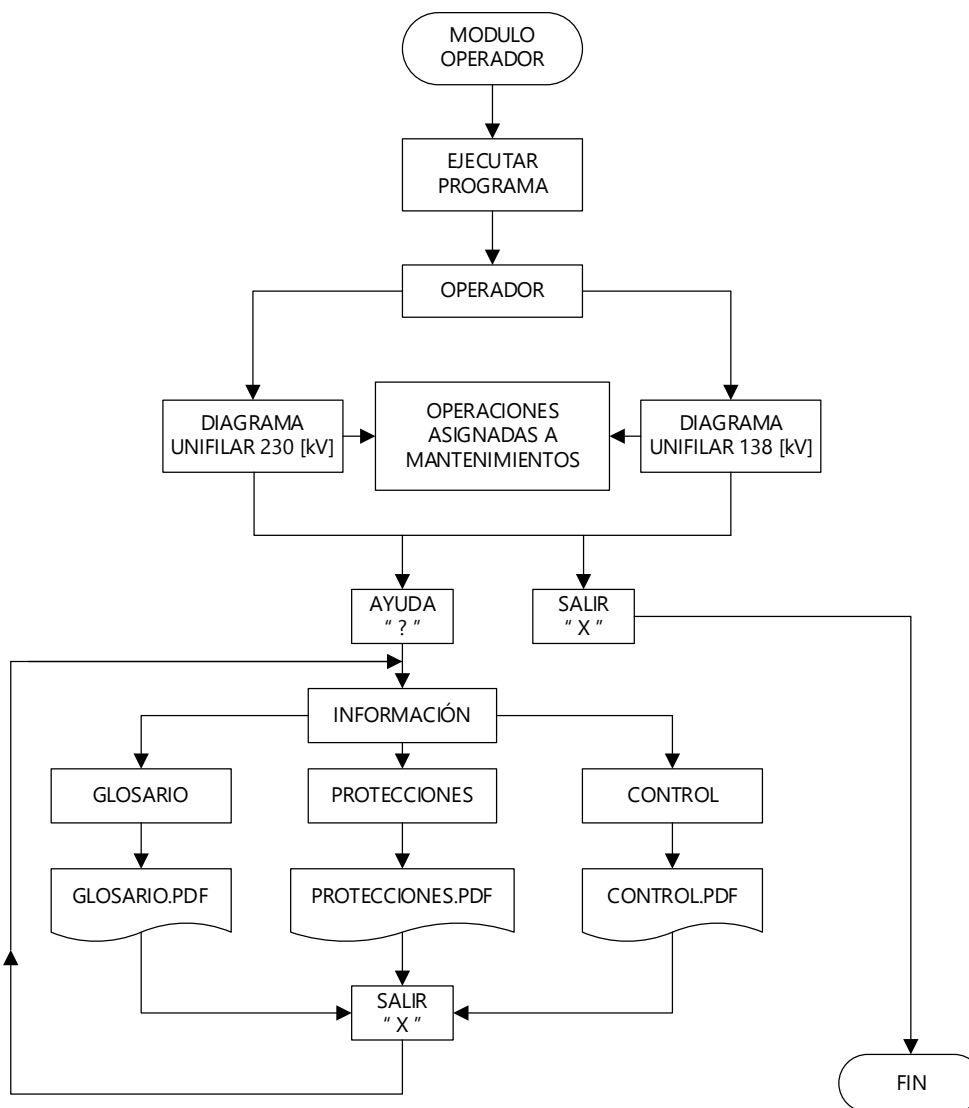 MODULO
OPERADOR
EJECUTAR
PROGRAMA
OPERADOR
DIAGRAMA
UNIFILAR 230 [kV]
OPERACIONES
ASIGNADAS A
MANTENIMIENTOS
DIAGRAMA
UNIFILAR 138 [kV]
AYUDA
“ ? ”
SALIR
“ X ”
INFORMACIÓN
GLOSARIO
PROTECCIONES
CONTROL
GLOSARIO.PDF
PROTECCIONES.PDF
CONTROL.PDF
SALIR
“ X ”
FIN